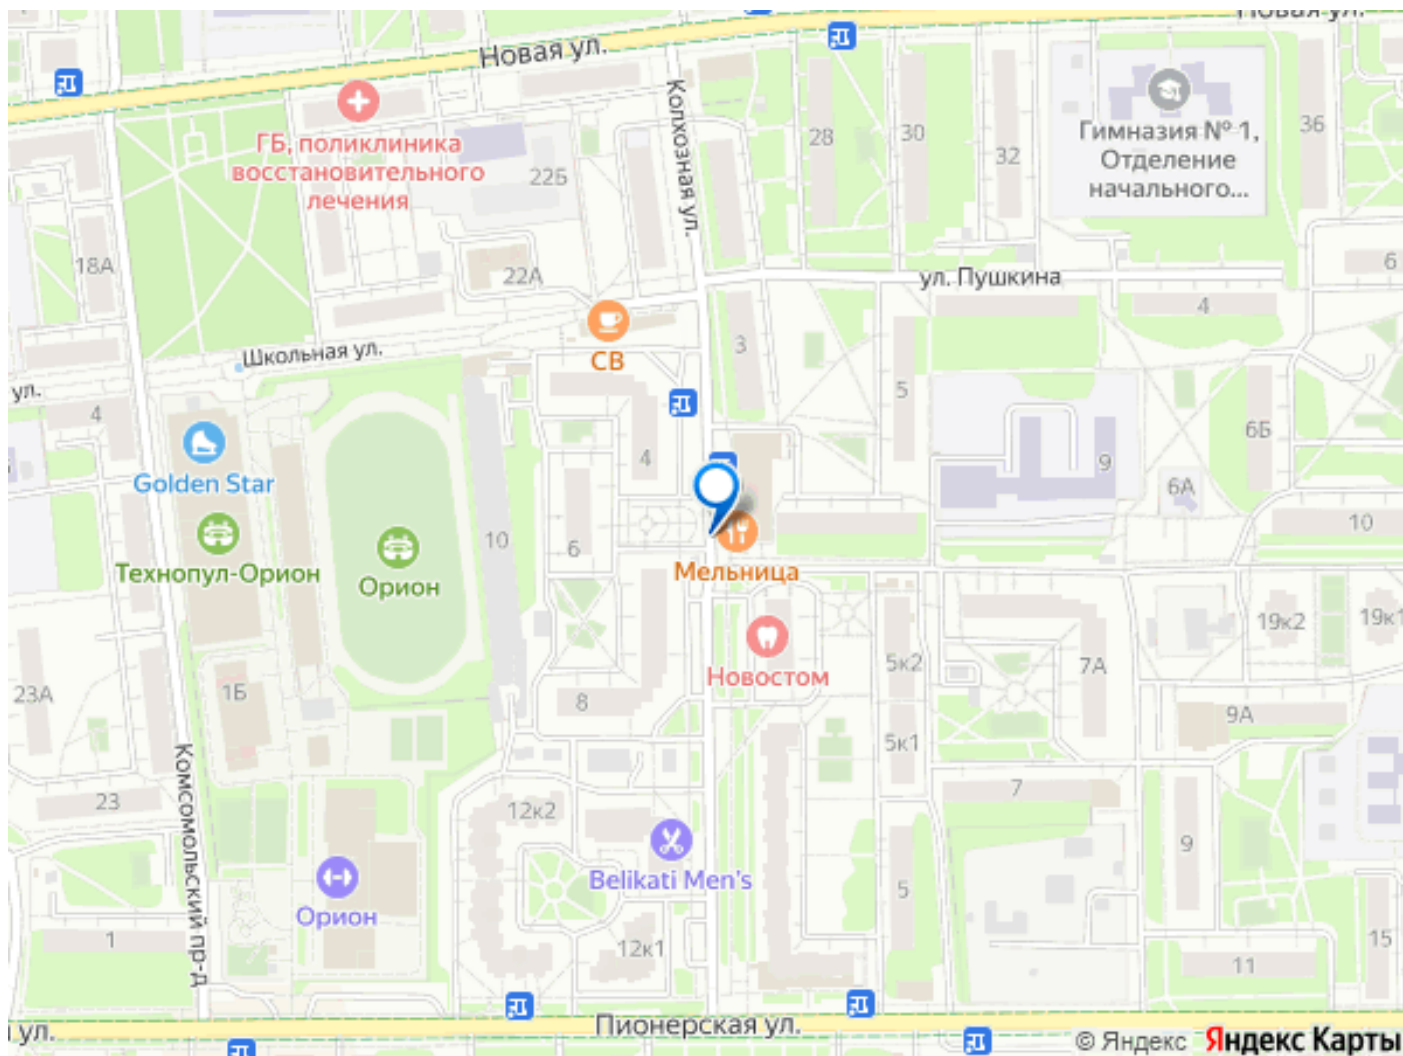 Новая ул.
Новая ул.
Колхозная ул.
ГБ, поликлиника
восстановительного
лечения
22Б
28
30
32
Гимназия № 1,
Отделение
начального...
36
18А
22А
ул. Пушкина
6
4
СВ
3
Школьная ул.
ул.
4
5
6Б
Golden Star
4
9
6А
10
10
6
Технопул-Орион
Орион
Мельница
19к2
19к1
Новостом
5к2
7А
23А
1Б
8
9А
5к1
Комсомольский пр-д
23
12к2
7
9
Belikati Men's
5
Орион
1
12к1
11
15
я ул.
Пионерская ул.
© Яндекс Яндекс Карты